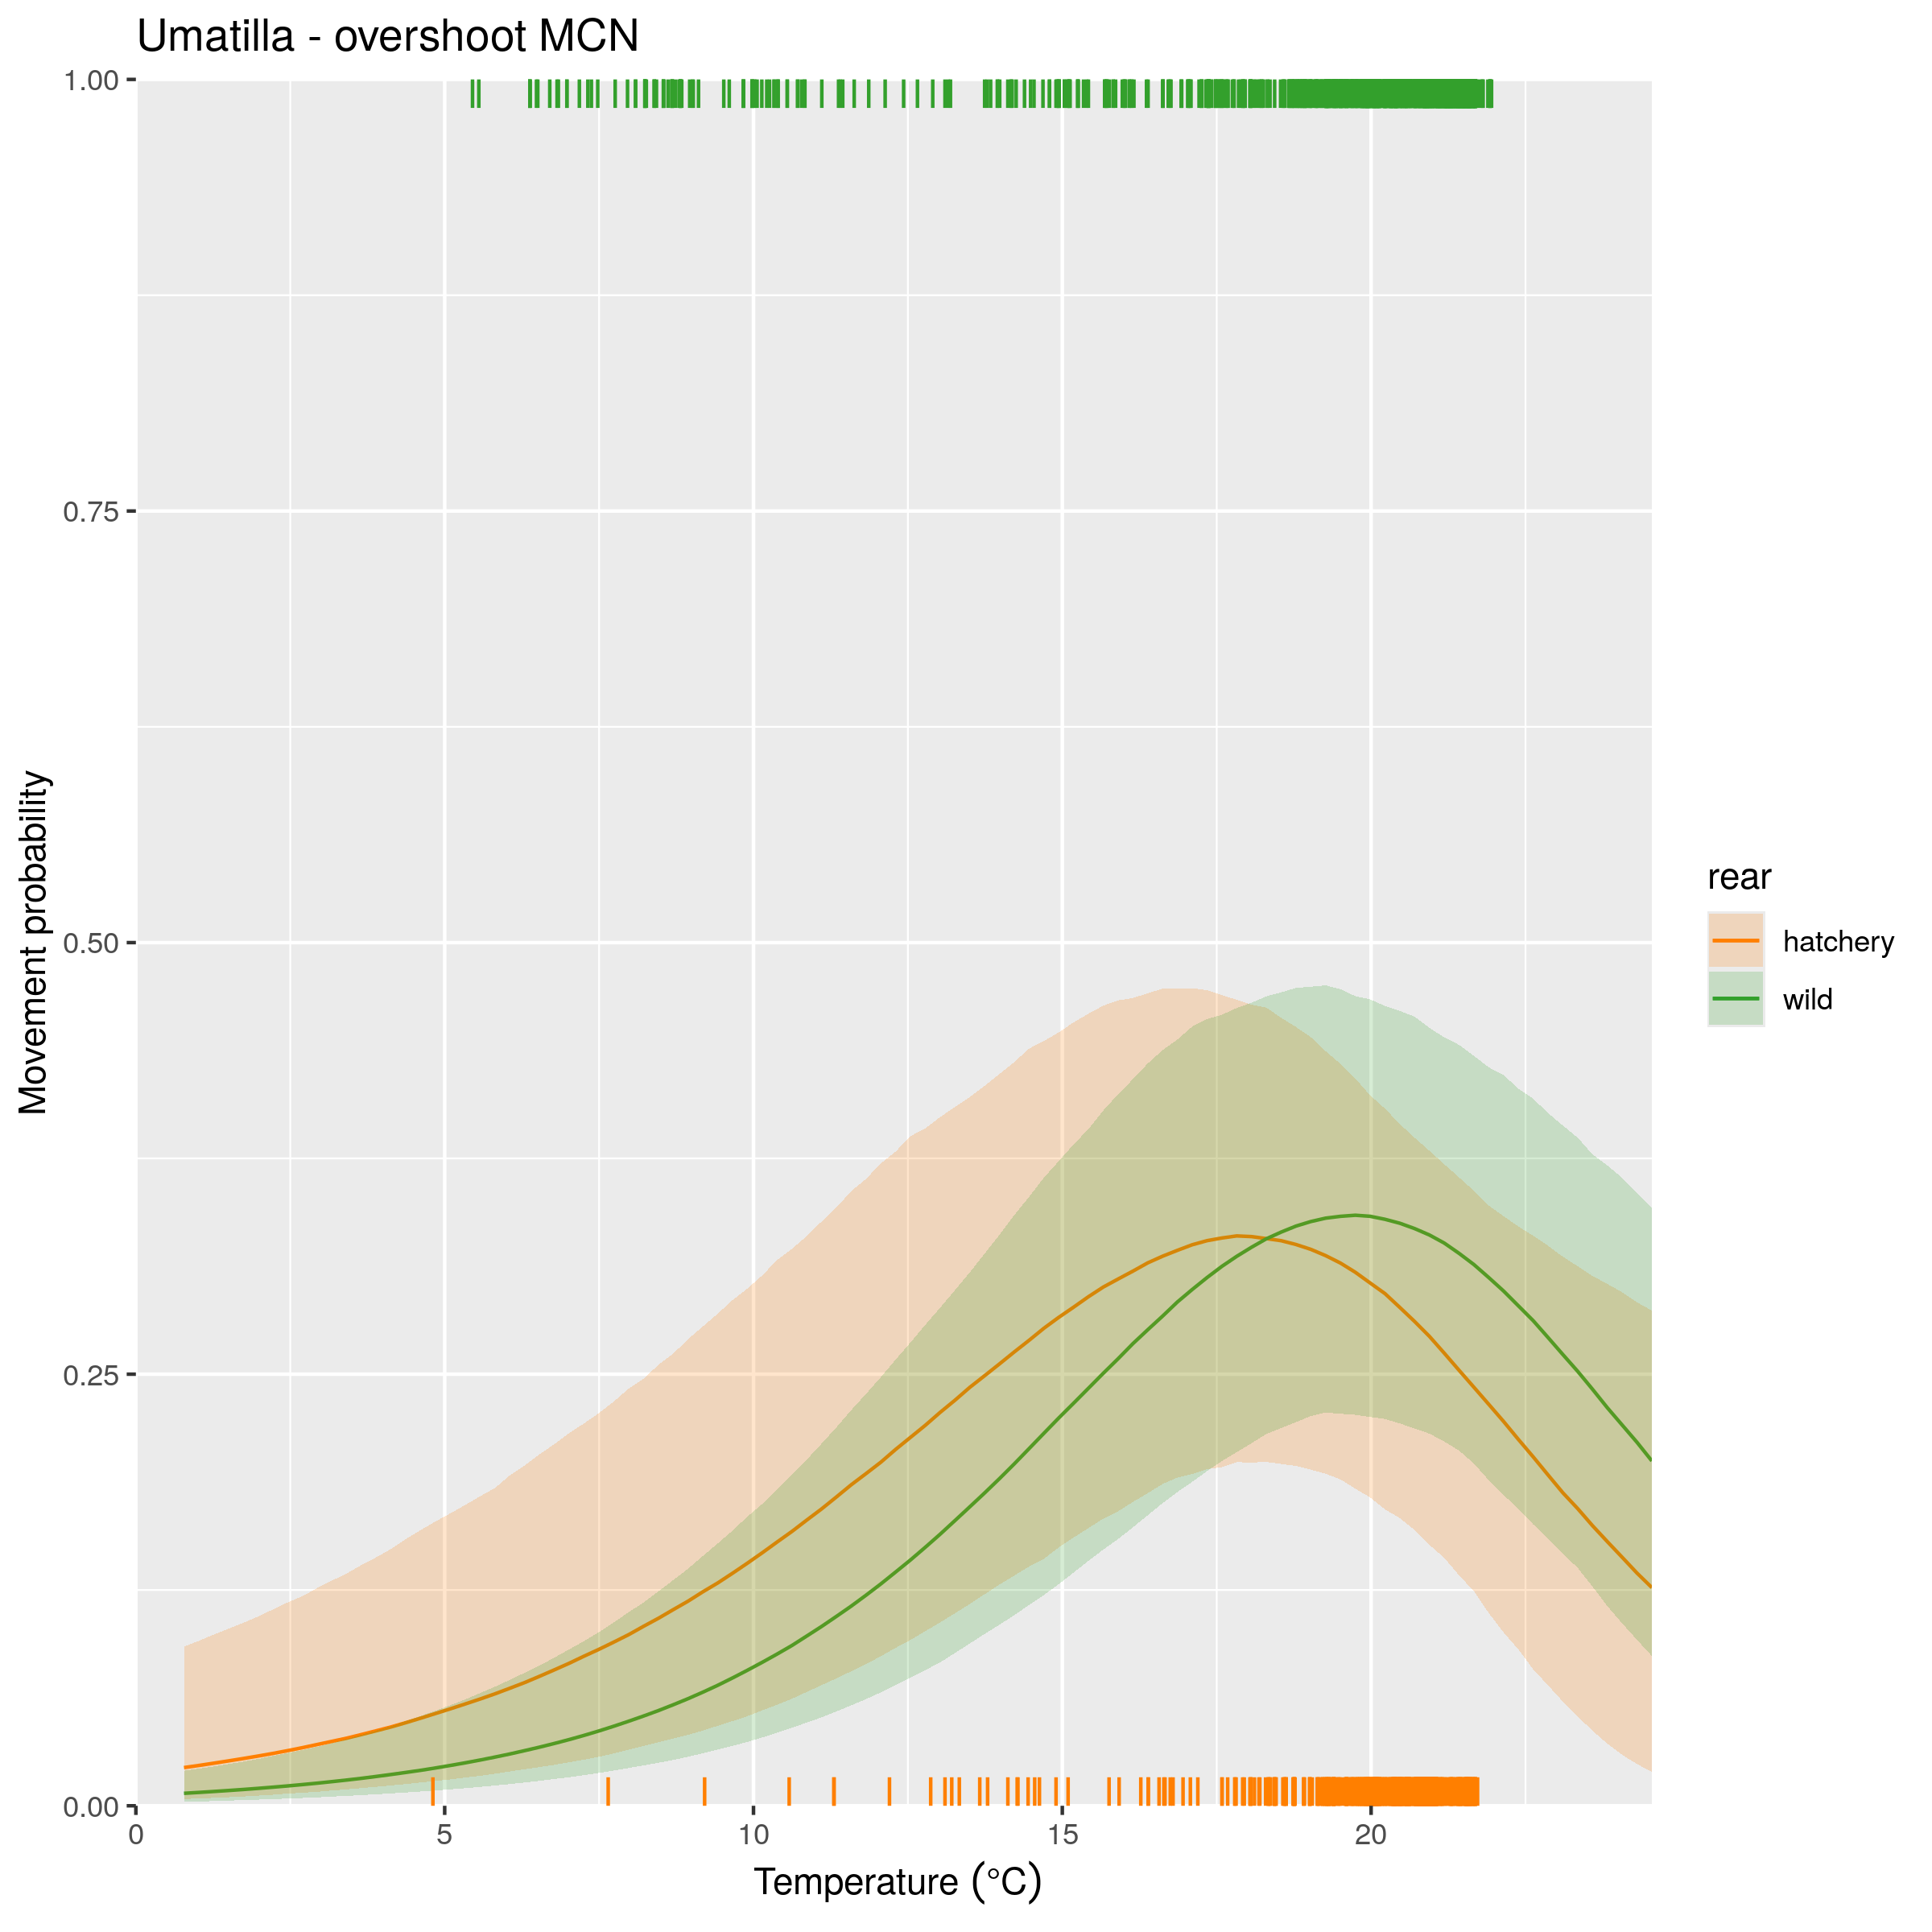 Umatilla - overshoot MCN
1.00
0.75
0.50
0.25
0.00
Movement probability
0 5 10 15 20
Temperature (°C)
rear
hatchery
wild